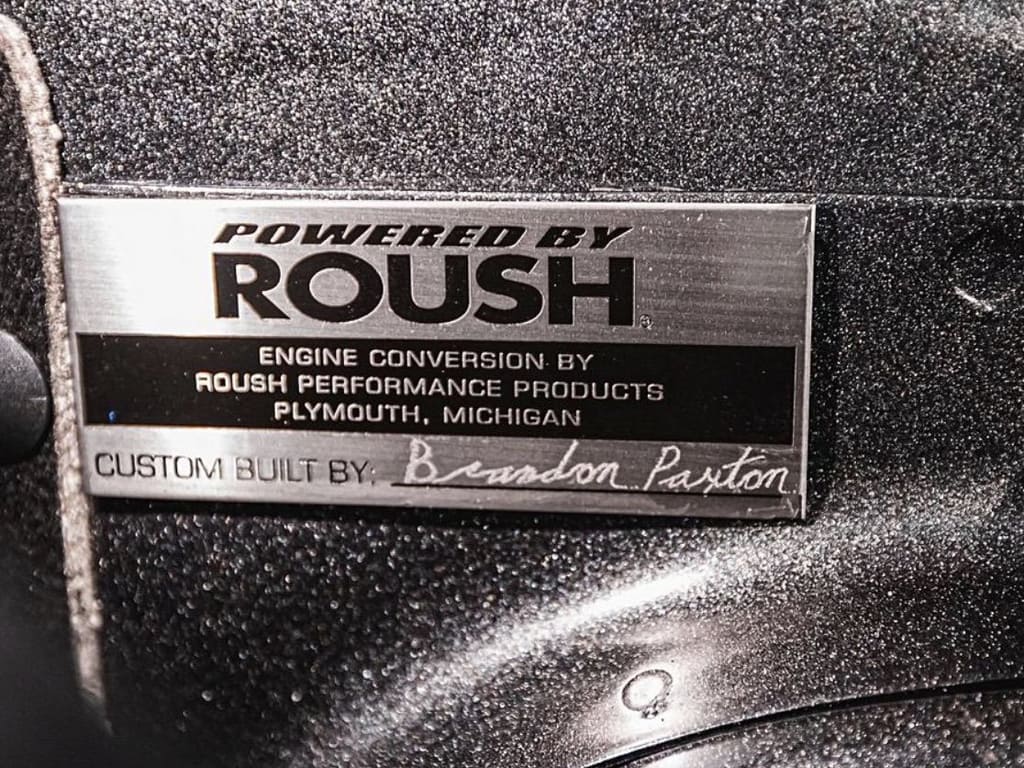 POWERED BY
ROUSH®
ENGINE CONVERSION BY
ROUSH PERFORMANCE PRODUCTS
PLYMOUTH, MICHIGAN
CUSTOM BUILT BY: Brandon Paxton